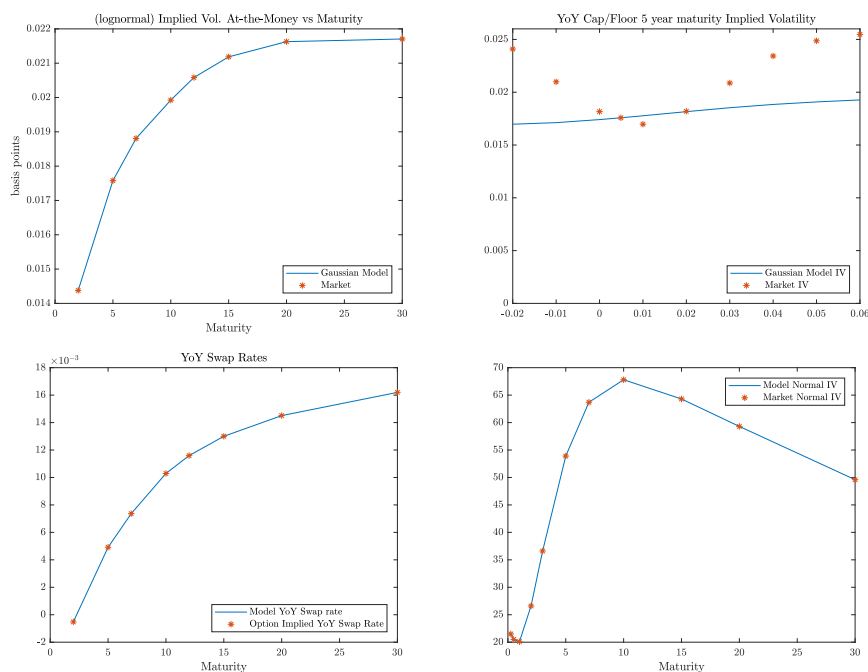 (lognormal) Implied Vol. At-the-Money vs Maturity
0.022
0.021
0.02
0.019
0.018
0.017
0.016
0.015
0.014
basis points
0 5 10 15 20 25 30
Maturity
Gaussian Model
Market
YoY Cap/Floor 5 year maturity Implied Volatility
0.025
0.02
0.015
0.01
0.005
0
-0.02 -0.01 0 0.01 0.02 0.03 0.04 0.05 0.06
Gaussian Model IV
Market IV
YoY Swap Rates
×10⁻³
18
16
14
12
10
8
6
4
2
0
-2
0 5 10 15 20 25 30
Maturity
Model YoY Swap rate
Option Implied YoY Swap Rate
70
65
60
55
50
45
40
35
30
25
20
0 5 10 15 20 25 30
Maturity
Model Normal IV
Market Normal IV